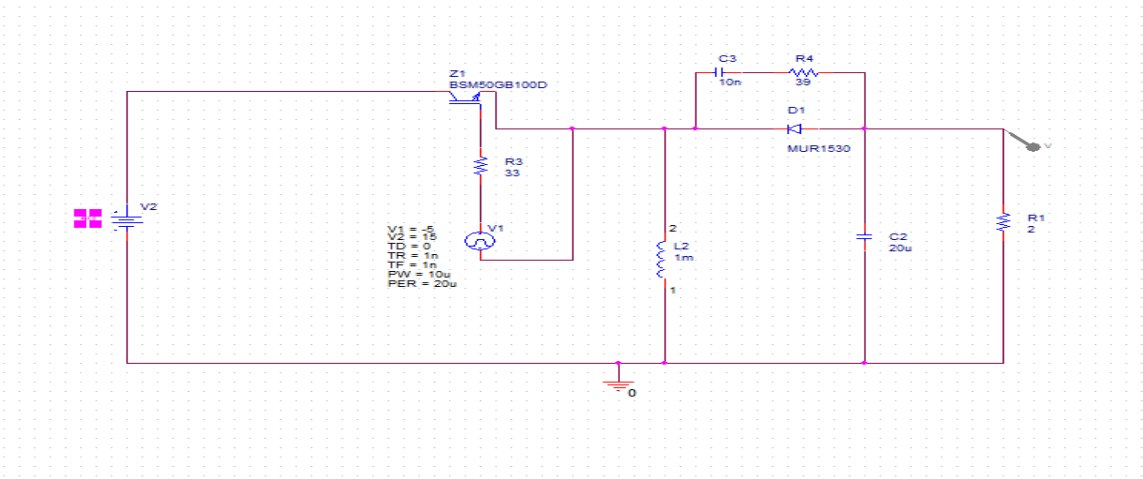 C3
10n
R4
39
Z1
BSM50GB100D
D1
MUR1530
R3
33
V2
V1
V1 = -5
V2 = 15
TD = 0
TR = 1n
TF = 1n
PW = 10u
PER = 20u
2
L2
1m
1
C2
20u
R1
2
V
0